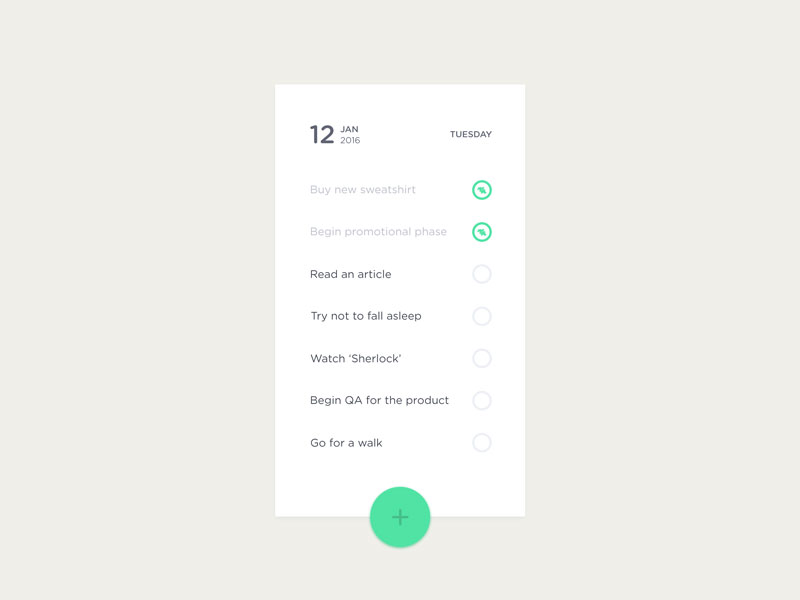 12 JAN
2016
TUESDAY
Buy new sweatshirt
Begin promotional phase
Read an article
Try not to fall asleep
Watch ‘Sherlock’
Begin QA for the product
Go for a walk
+